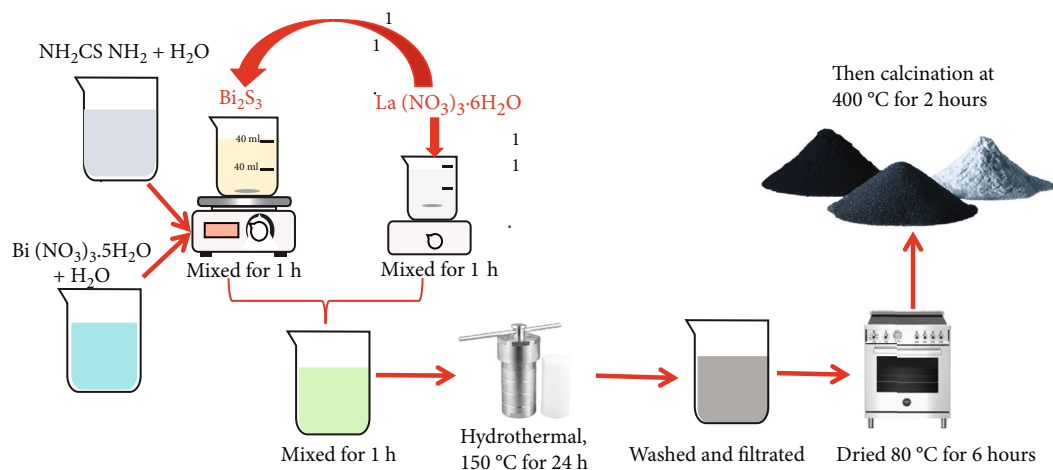 NH₂CS NH₂ + H₂O
Bi₂S₃
40 ml
40 ml
Mixed for 1 h
Bi (NO₃)₃.5H₂O
+ H₂O
1
1
.
La (NO₃)₃·6H₂O
1
1
.
Mixed for 1 h
Mixed for 1 h
Hydrothermal,
150 °C for 24 h
Washed and filtrated
Dried 80 °C for 6 hours
Then calcination at
400 °C for 2 hours